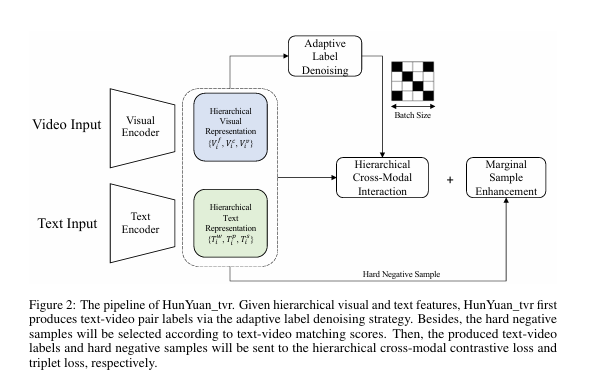 Adaptive
Label
Denoising
Batch Size
Video Input
Visual
Encoder
Hierarchical
Visual
Representation
{V_i^f, V_i^c, V_i^v}
Hierarchical
Cross-Modal
Interaction
+
Marginal
Sample
Enhancement
Text Input
Text
Encoder
Hierarchical
Text
Representation
{T_i^w, T_i^p, T_i^s}
Hard Negative Sample
Figure 2: The pipeline of HunYuan_tvr. Given hierarchical visual and text features, HunYuan_tvr first
produces text-video pair labels via the adaptive label denoising strategy. Besides, the hard negative
samples will be selected according to text-video matching scores. Then, the produced text-video
labels and hard negative samples will be sent to the hierarchical cross-modal contrastive loss and
triplet loss, respectively.